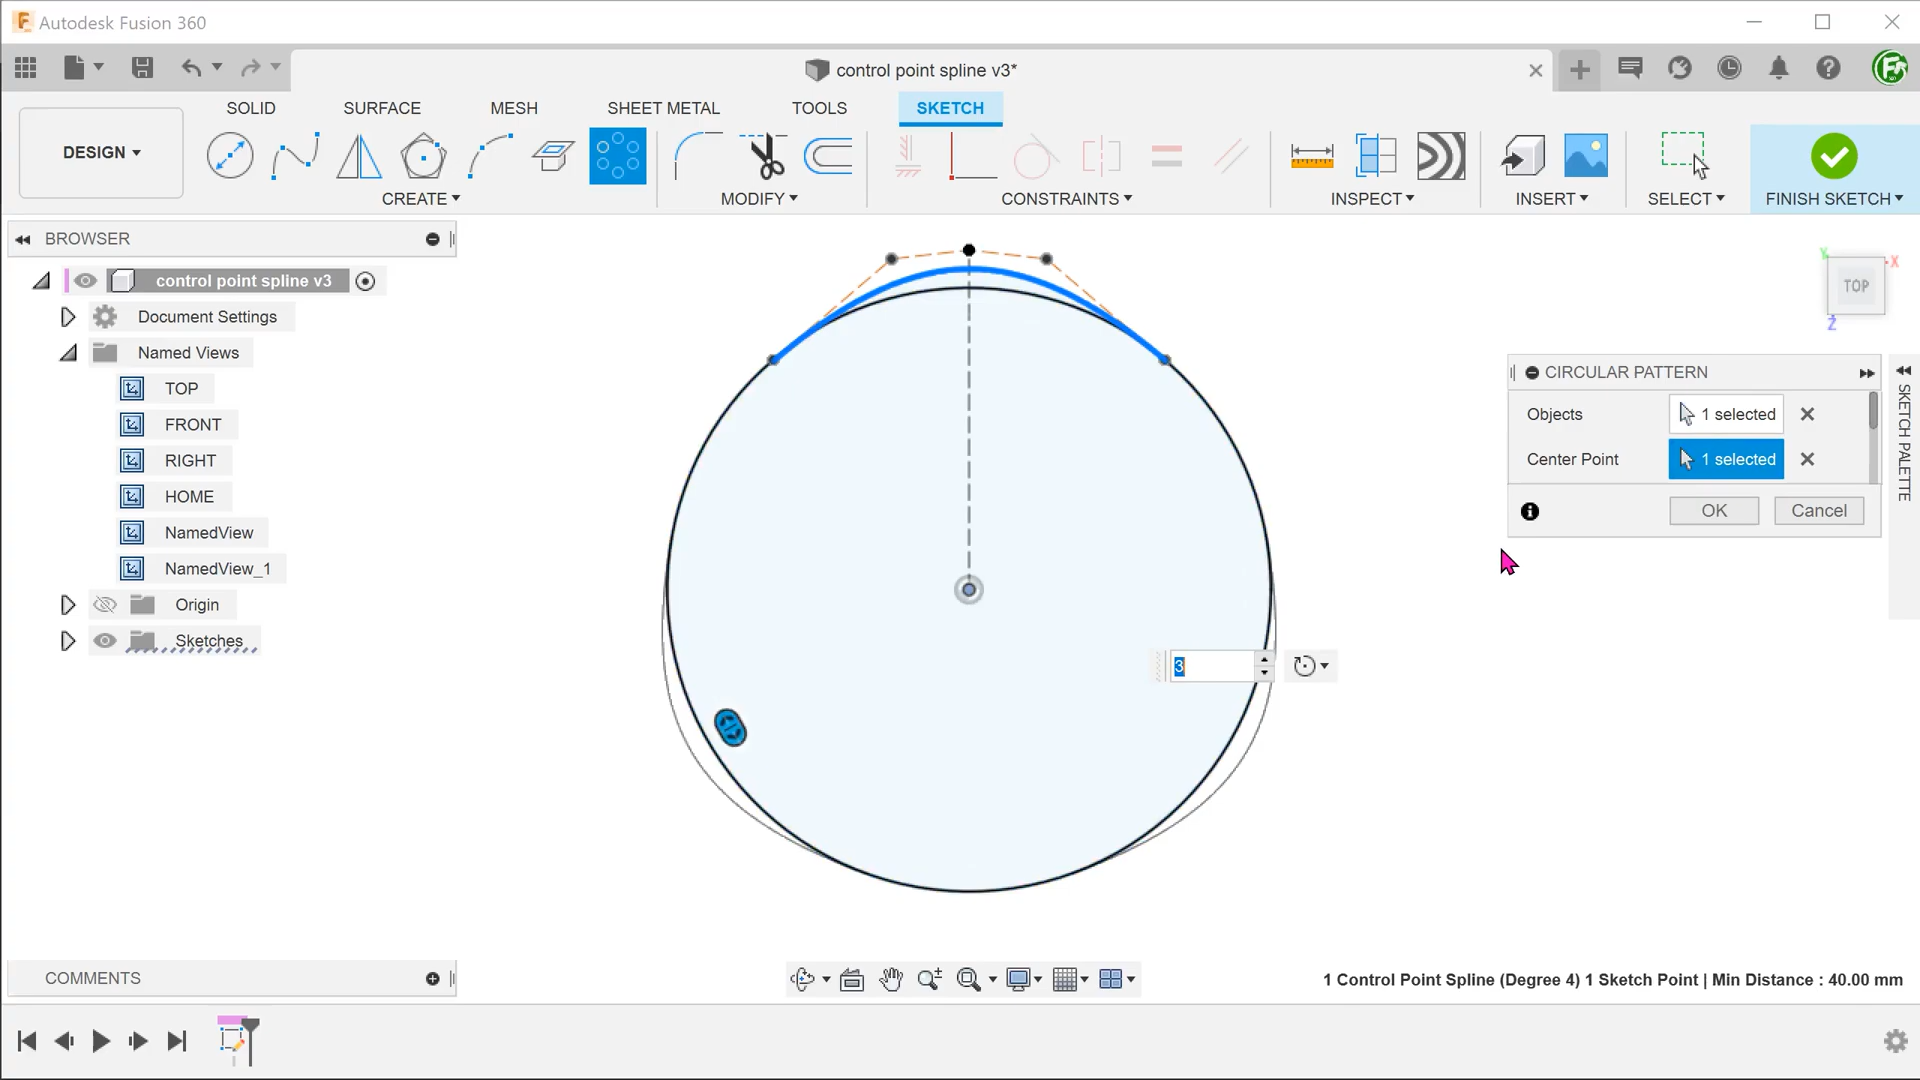 Autodesk Fusion 360
control point spline v3*
SOLID SURFACE MESH SHEET METAL TOOLS SKETCH
DESIGN
CREATE MODIFY CONSTRAINTS INSPECT INSERT SELECT FINISH SKETCH
BROWSER
control point spline v3
Document Settings
Named Views
TOP
FRONT
RIGHT
HOME
NamedView
NamedView_1
Origin
Sketches
Y
X
TOP
Z
CIRCULAR PATTERN
Objects 1 selected
Center Point 1 selected
OK Cancel
SKETCH PALETTE
3
COMMENTS
1 Control Point Spline (Degree 4) 1 Sketch Point | Min Distance : 40.00 mm